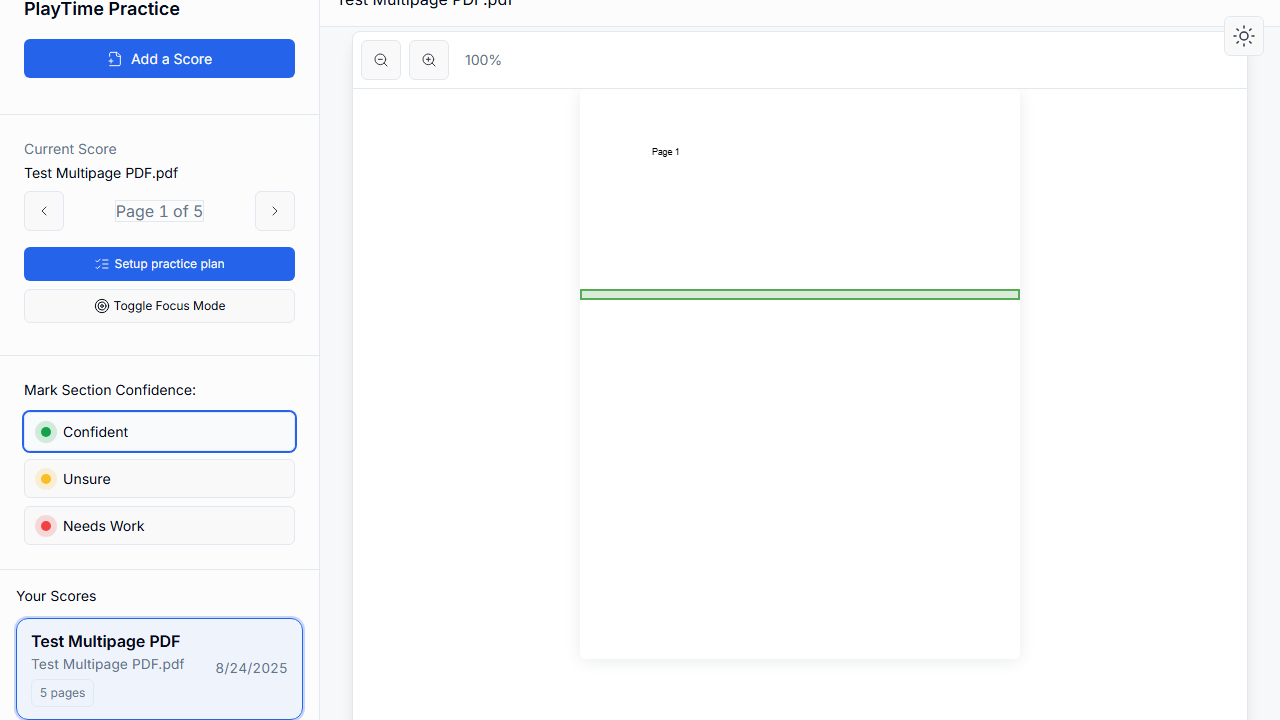 PlayTime Practice
Add a Score
Current Score
Test Multipage PDF.pdf
Page 1 of 5
Setup practice plan
Toggle Focus Mode
Mark Section Confidence:
Confident
Unsure
Needs Work
Your Scores
Test Multipage PDF
Test Multipage PDF.pdf
8/24/2025
5 pages
Test Multipage PDF.pdf
100%
Page 1